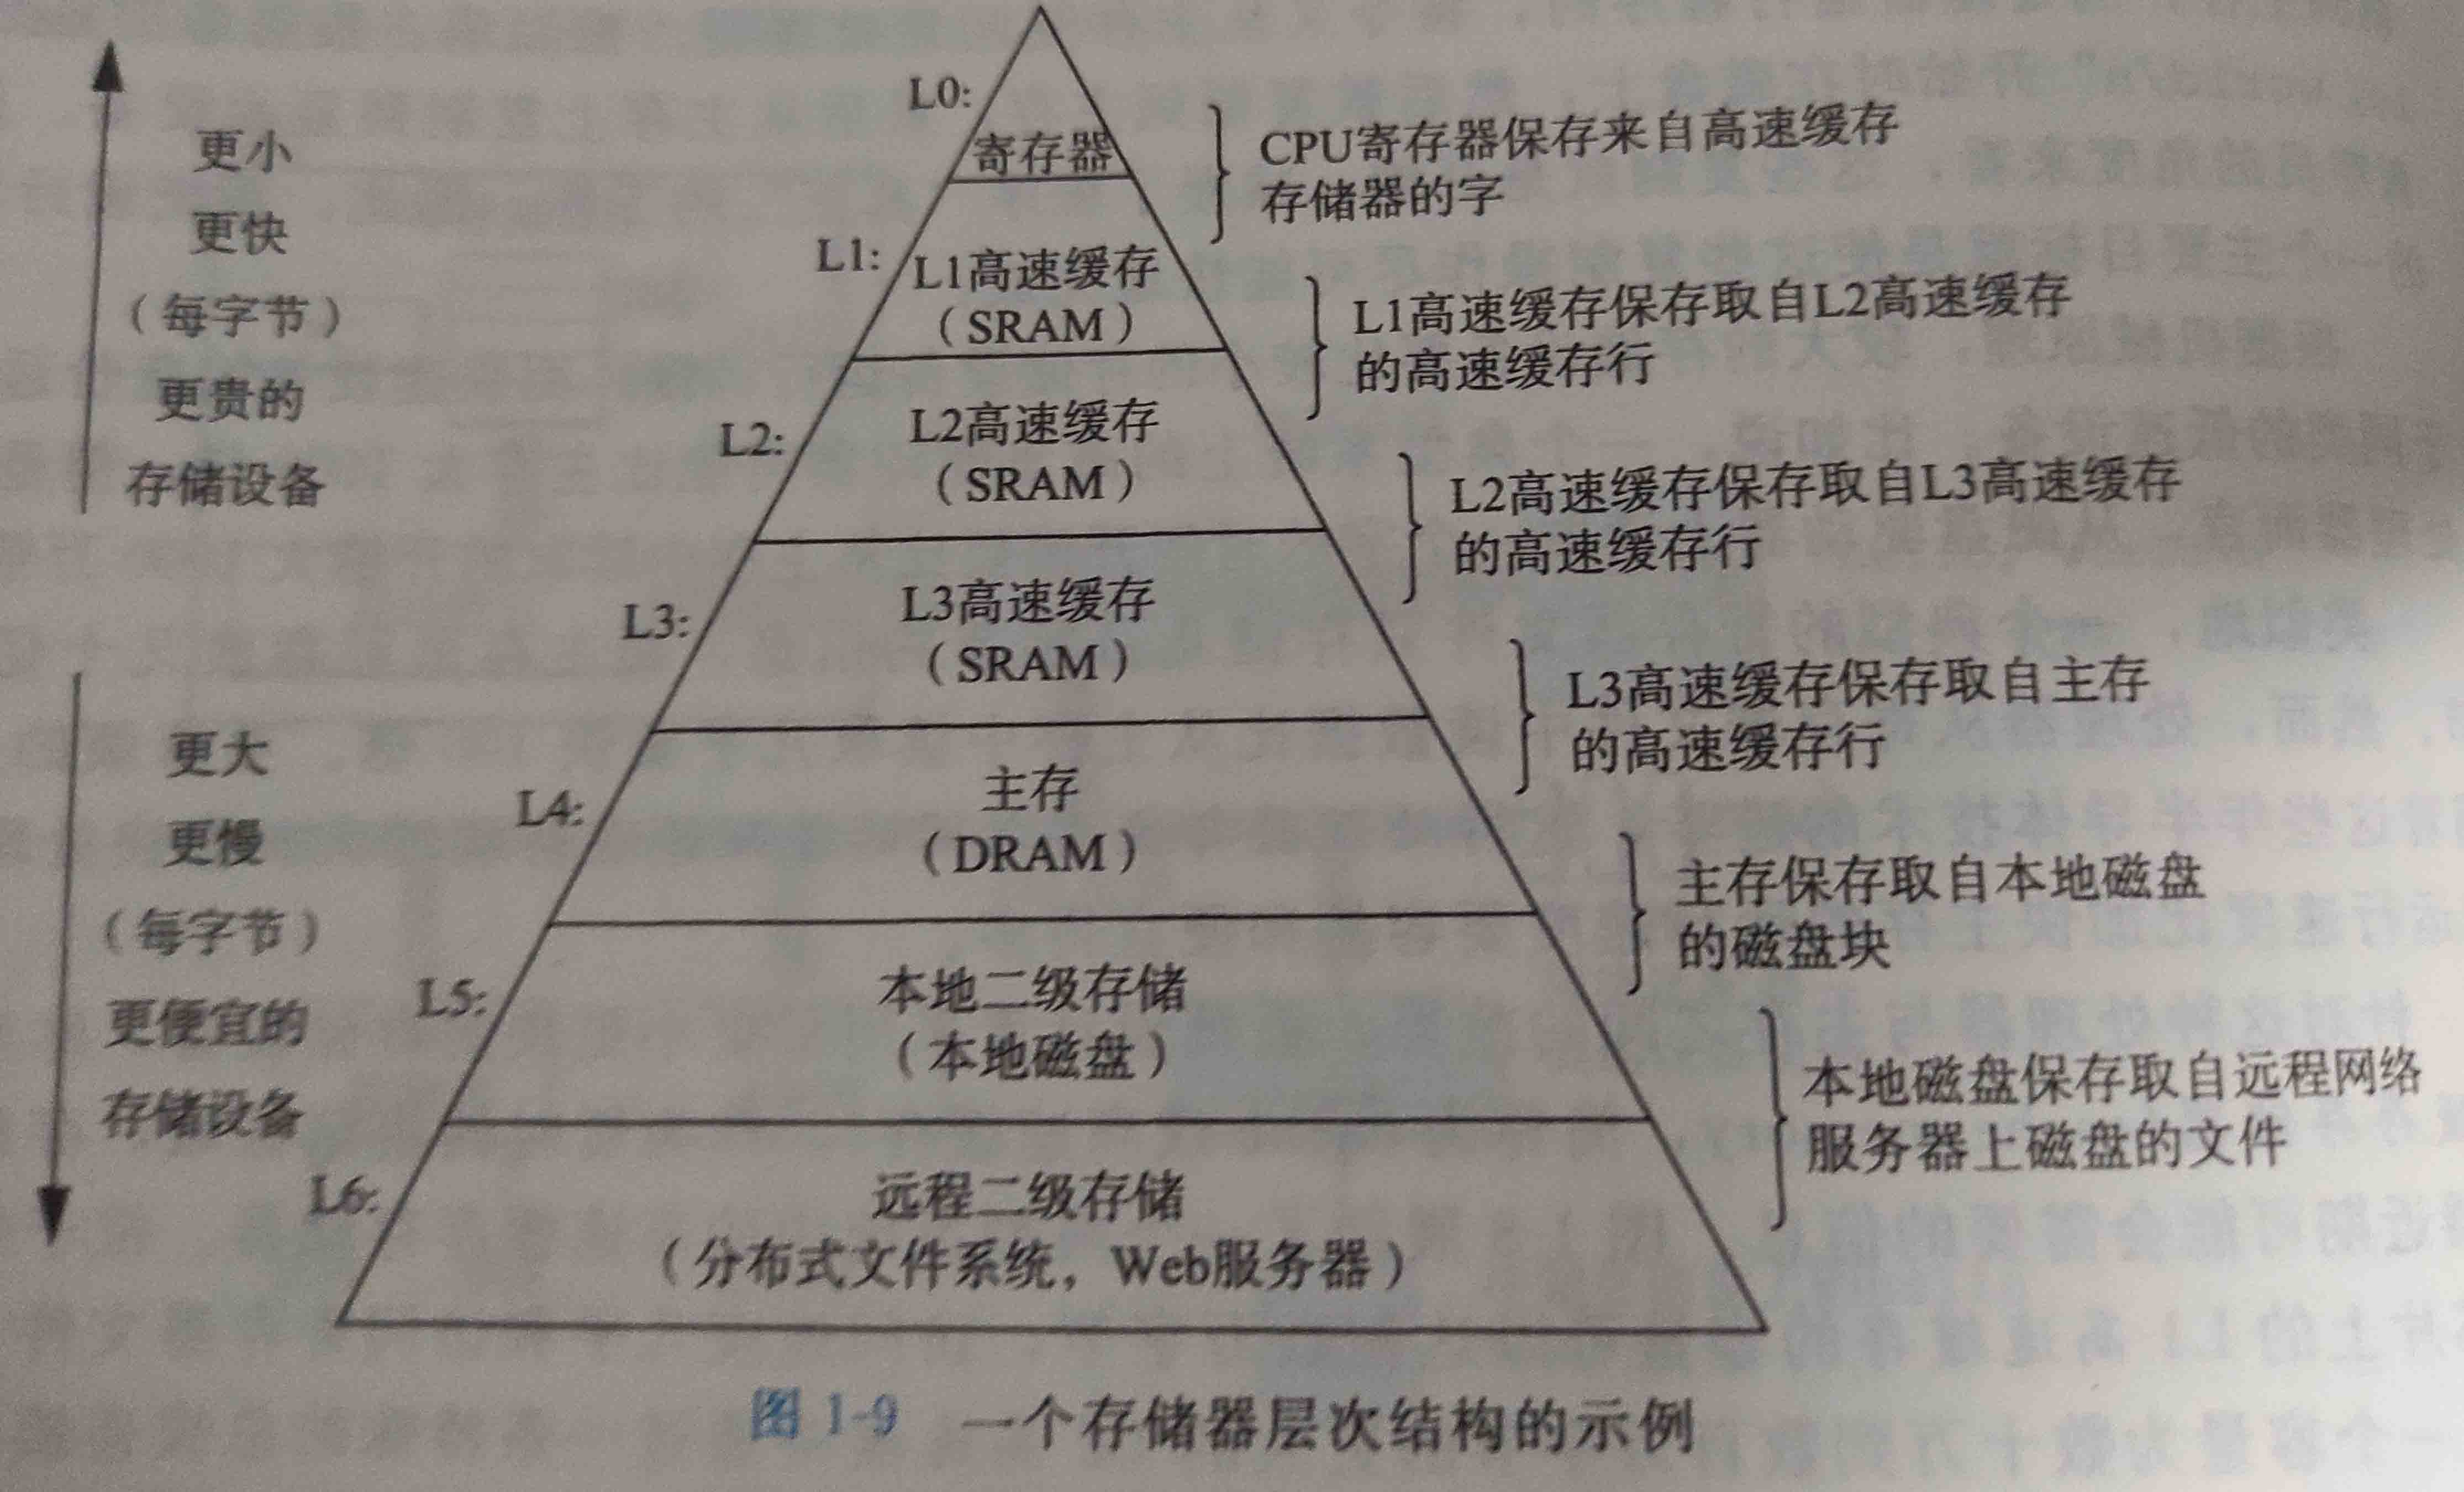 更小
更快
（每字节）
更贵的
存储设备
更大
更慢
（每字节）
更便宜的
存储设备
L0:
寄存器
CPU寄存器保存来自高速缓存
存储器的字
L1:
L1高速缓存
（SRAM）
L1高速缓存保存取自L2高速缓存
的高速缓存行
L2:
L2高速缓存
（SRAM）
L2高速缓存保存取自L3高速缓存
的高速缓存行
L3:
L3高速缓存
（SRAM）
L3高速缓存保存取自主存
的高速缓存行
L4:
主存
（DRAM）
主存保存取自本地磁盘
的磁盘块
L5:
本地二级存储
（本地磁盘）
本地磁盘保存取自远程网络
服务器上磁盘的文件
L6:
远程二级存储
（分布式文件系统，Web服务器）
图 1-9 一个存储器层次结构的示例